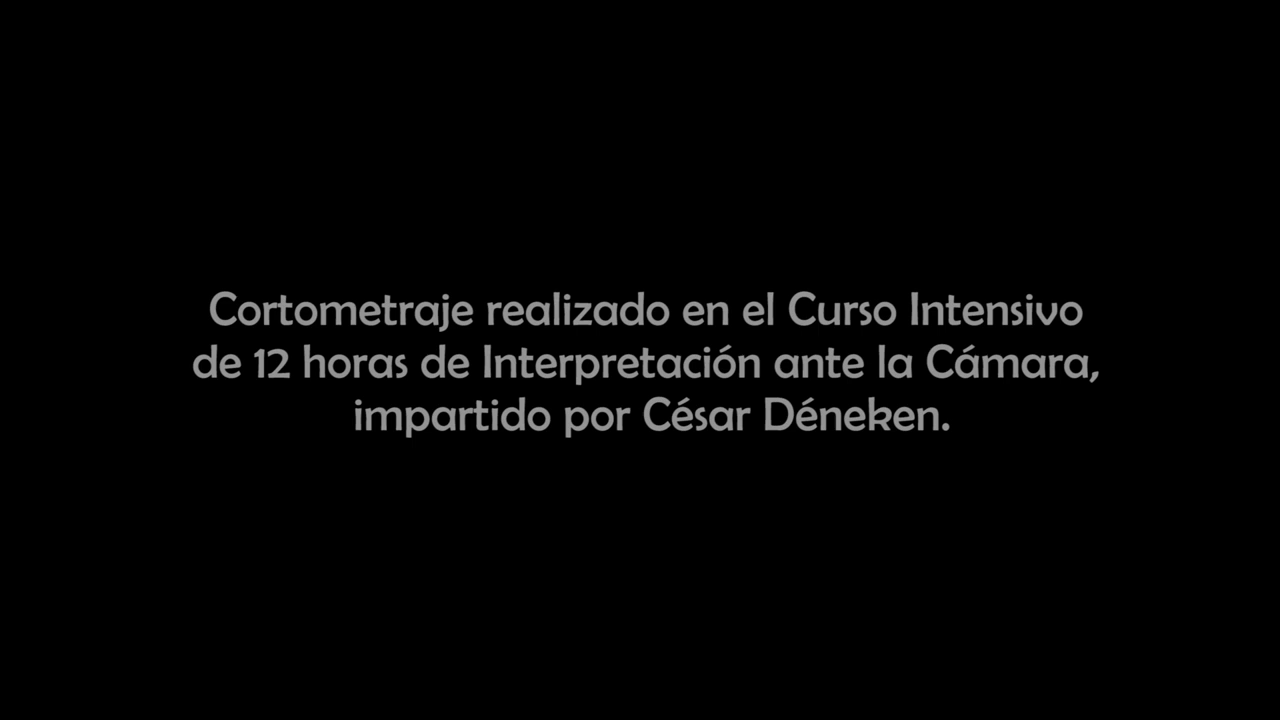 Cortometraje realizado en el Curso Intensivo
de 12 horas de Interpretación ante la Cámara,
impartido por César Déneken.